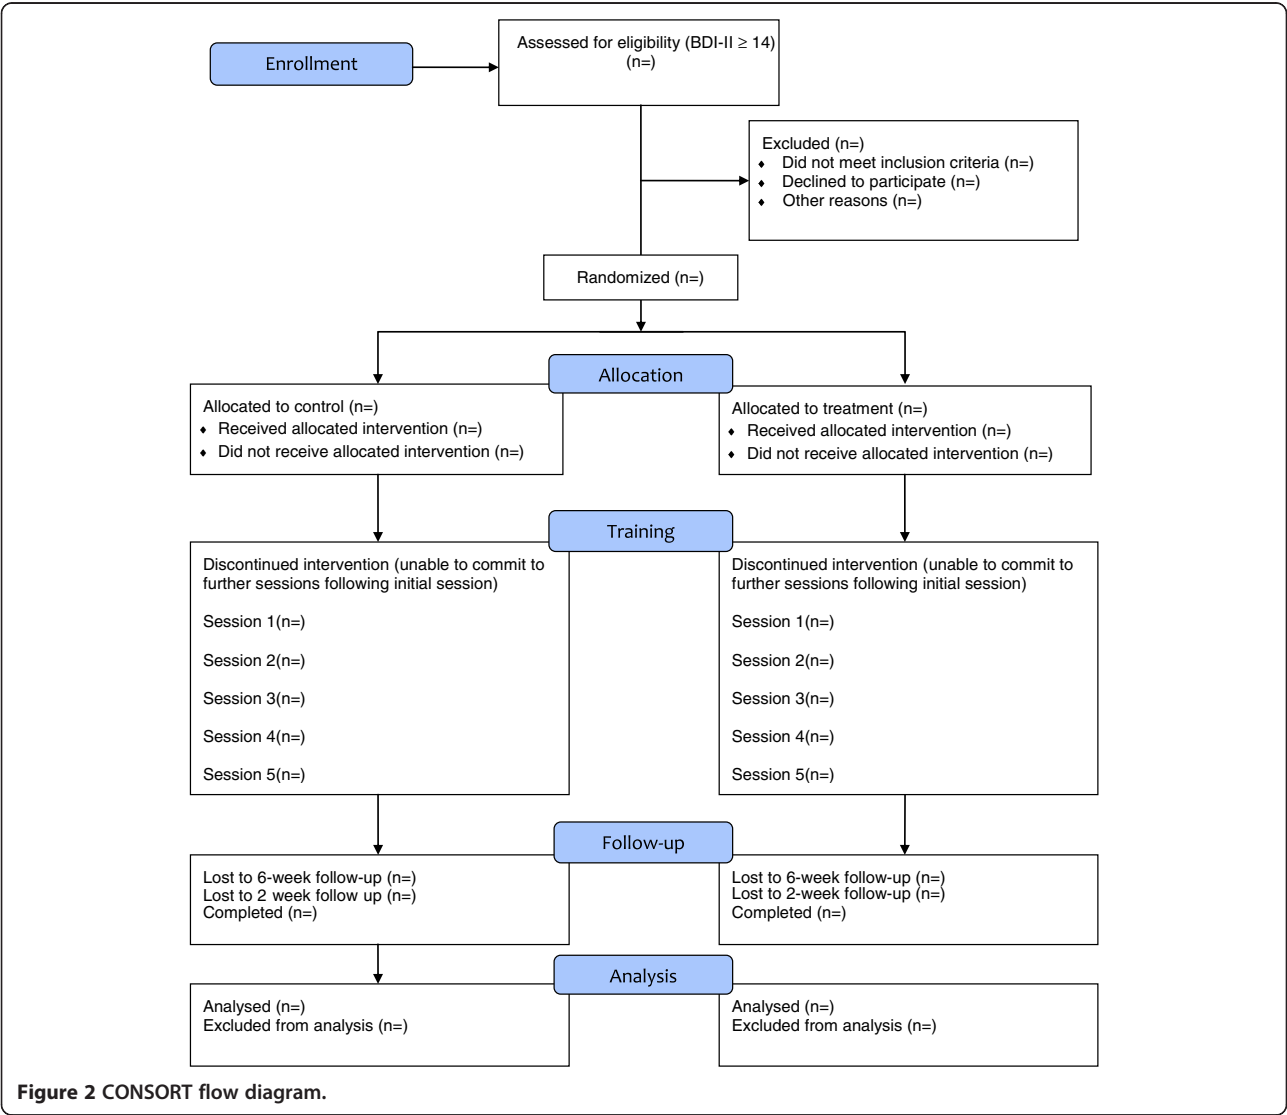 Enrollment
Assessed for eligibility (BDI-II ≥ 14)
(n=)
Excluded (n=)
♦ Did not meet inclusion criteria (n=)
♦ Declined to participate (n=)
♦ Other reasons (n=)
Randomized (n=)
Allocation
Allocated to control (n=)
♦ Received allocated intervention (n=)
♦ Did not receive allocated intervention (n=)
Allocated to treatment (n=)
♦ Received allocated intervention (n=)
♦ Did not receive allocated intervention (n=)
Training
Discontinued intervention (unable to commit to
further sessions following initial session)
Session 1(n=)
Session 2(n=)
Session 3(n=)
Session 4(n=)
Session 5(n=)
Discontinued intervention (unable to commit to
further sessions following initial session)
Session 1(n=)
Session 2(n=)
Session 3(n=)
Session 4(n=)
Session 5(n=)
Follow-up
Lost to 6-week follow-up (n=)
Lost to 2 week follow up (n=)
Completed (n=)
Lost to 6-week follow-up (n=)
Lost to 2-week follow-up (n=)
Completed (n=)
Analysis
Analysed (n=)
Excluded from analysis (n=)
Analysed (n=)
Excluded from analysis (n=)
Figure 2 CONSORT flow diagram.